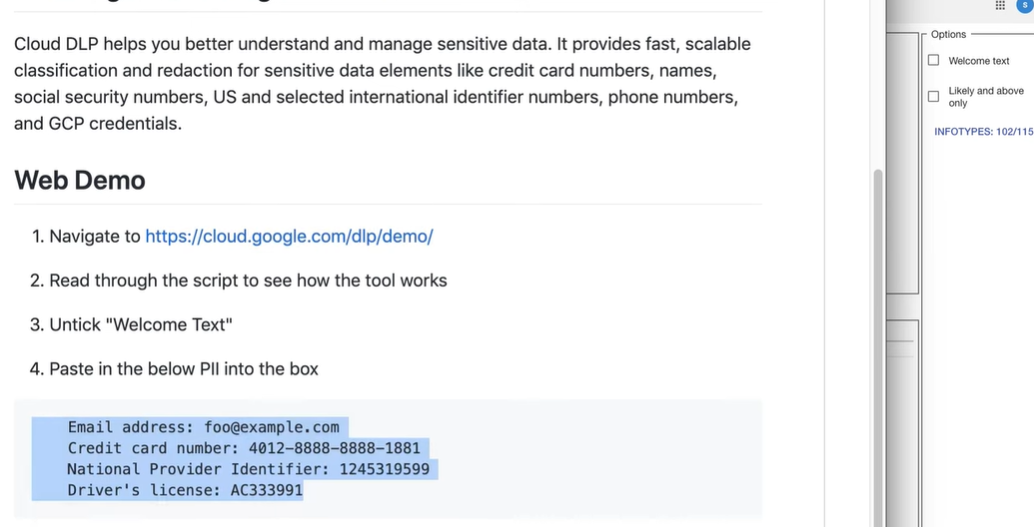 Cloud DLP helps you better understand and manage sensitive data. It provides fast, scalable
classification and redaction for sensitive data elements like credit card numbers, names,
social security numbers, US and selected international identifier numbers, phone numbers,
and GCP credentials.
Web Demo
1. Navigate to https://cloud.google.com/dlp/demo/
2. Read through the script to see how the tool works
3. Untick "Welcome Text"
4. Paste in the below PII into the box
Email address: foo@example.com
Credit card number: 4012-8888-8888-1881
National Provider Identifier: 1245319599
Driver's license: AC333991
S
Options
Welcome text
Likely and above
only
INFOTYPES: 102/115